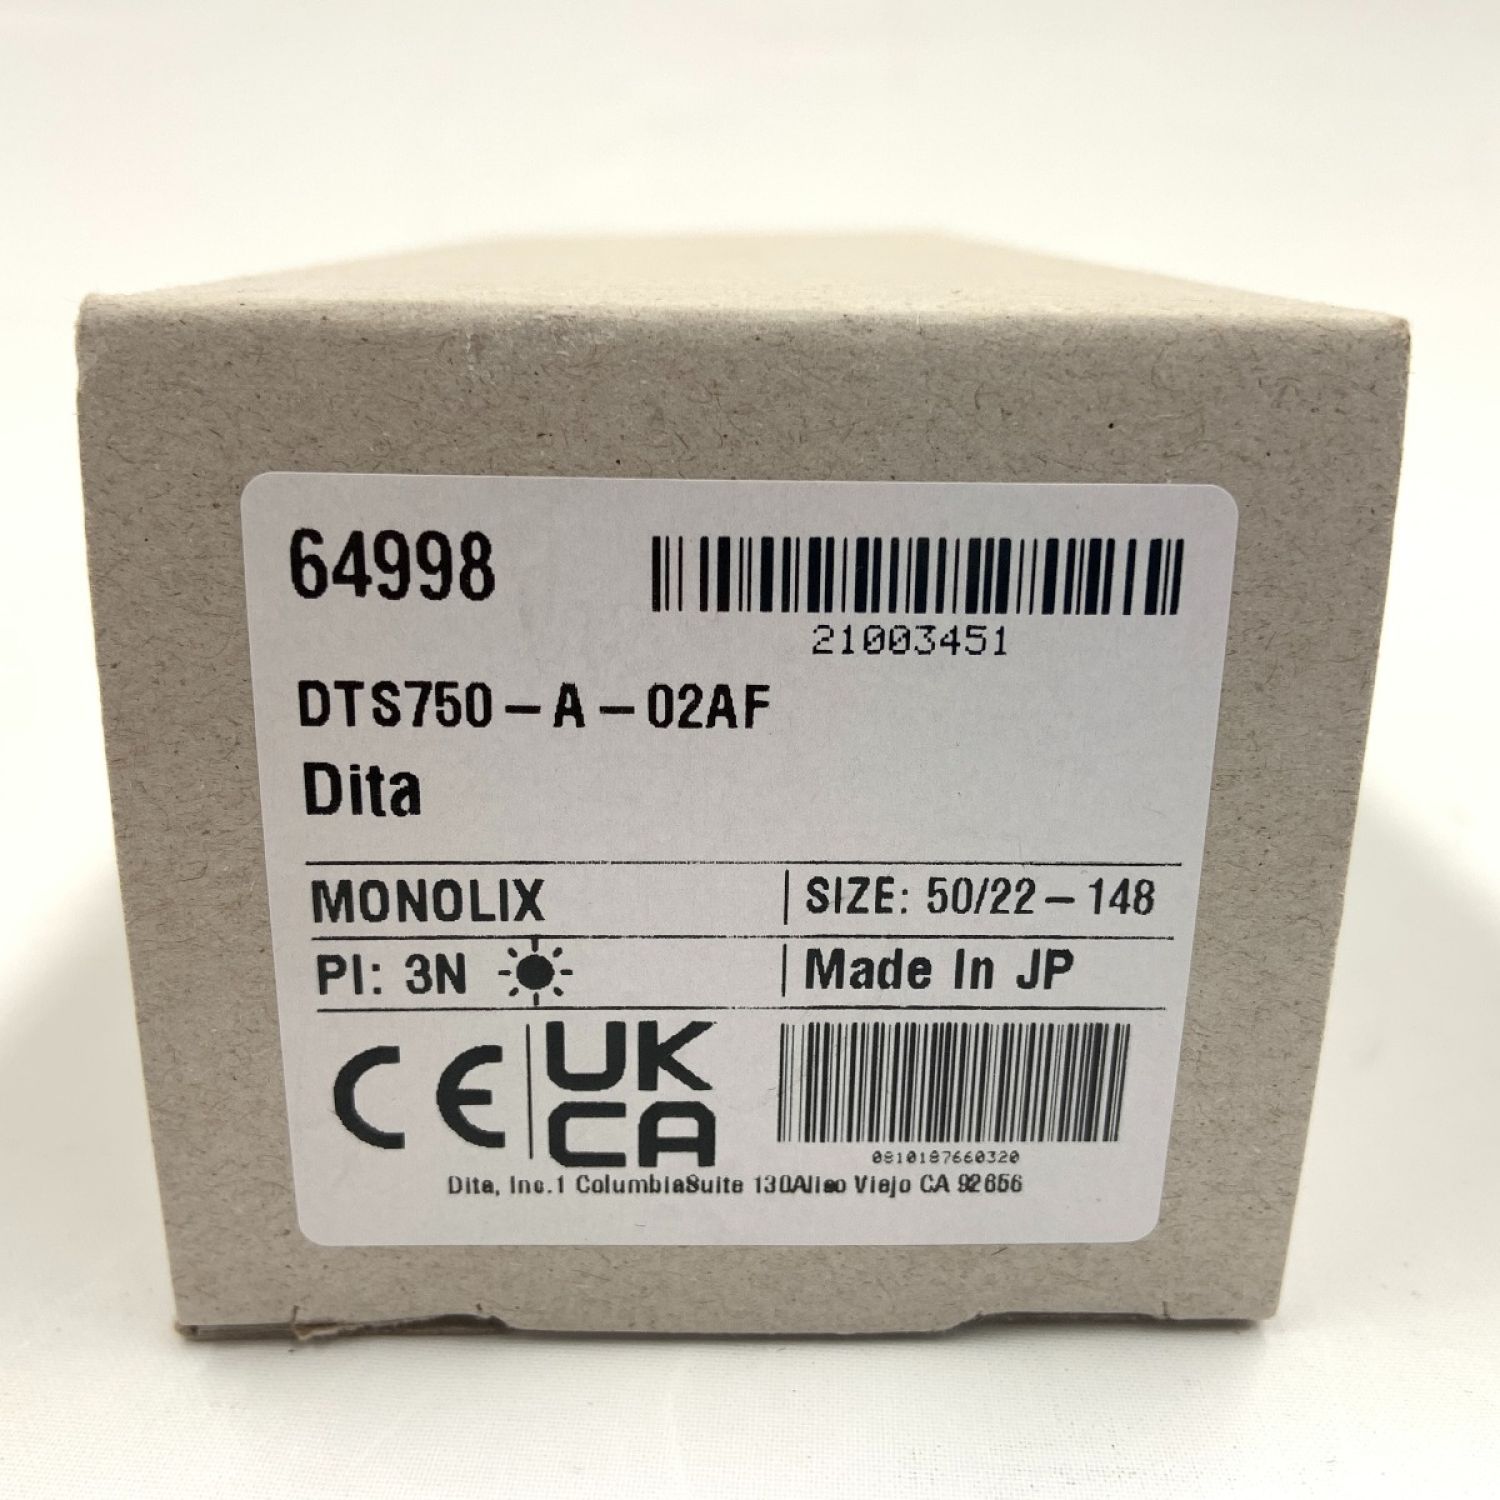 64998
21003451
DTS750-A-02AF
Dita
MONOLIX
SIZE: 50/22-148
PI: 3N
Made In JP
CE
UK
CA
0810187660320
Dita, Inc.1 ColumbiaSuite 130Aliso Viejo CA 92656